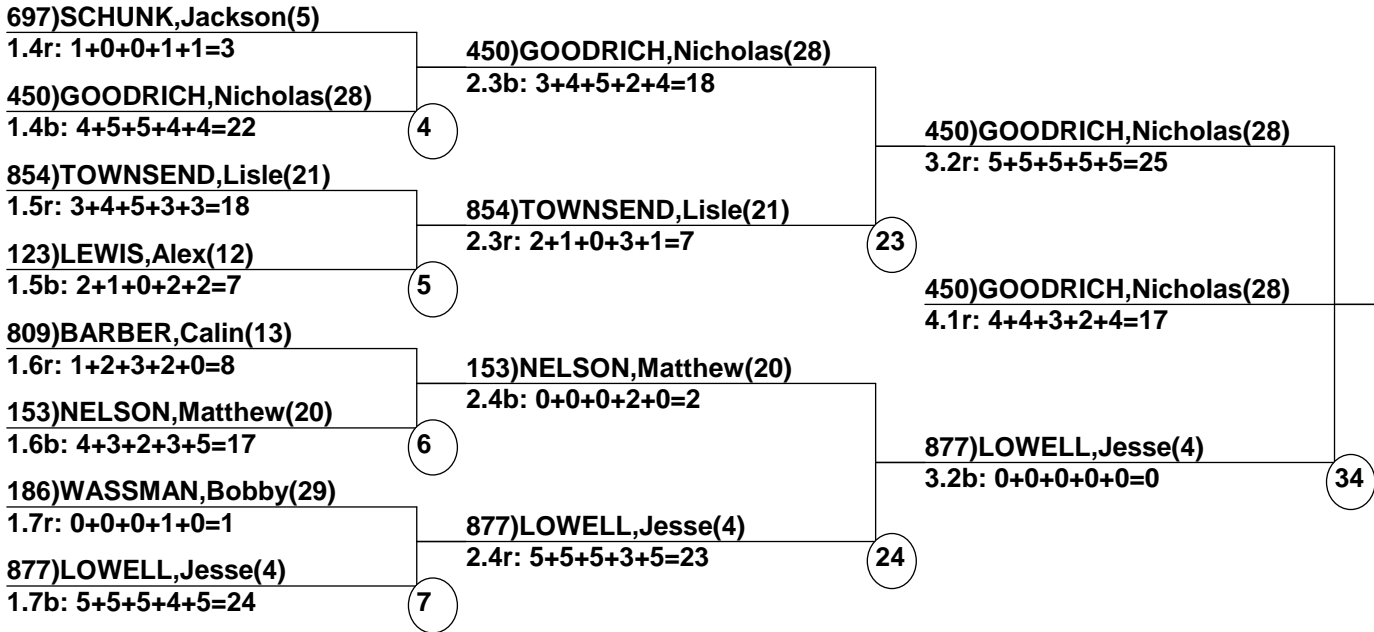 697)SCHUNK,Jackson(5)
1.4r: 1+0+0+1+1=3
450)GOODRICH,Nicholas(28)
1.4b: 4+5+5+4+4=22
4
854)TOWNSEND,Lisle(21)
1.5r: 3+4+5+3+3=18
123)LEWIS,Alex(12)
1.5b: 2+1+0+2+2=7
5
809)BARBER,Calin(13)
1.6r: 1+2+3+2+0=8
153)NELSON,Matthew(20)
1.6b: 4+3+2+3+5=17
6
186)WASSMAN,Bobby(29)
1.7r: 0+0+0+1+0=1
877)LOWELL,Jesse(4)
1.7b: 5+5+5+4+5=24
7
450)GOODRICH,Nicholas(28)
2.3b: 3+4+5+2+4=18
854)TOWNSEND,Lisle(21)
2.3r: 2+1+0+3+1=7
23
153)NELSON,Matthew(20)
2.4b: 0+0+0+2+0=2
877)LOWELL,Jesse(4)
2.4r: 5+5+5+3+5=23
24
450)GOODRICH,Nicholas(28)
3.2r: 5+5+5+5+5=25
450)GOODRICH,Nicholas(28)
4.1r: 4+4+3+2+4=17
877)LOWELL,Jesse(4)
3.2b: 0+0+0+0+0=0
34